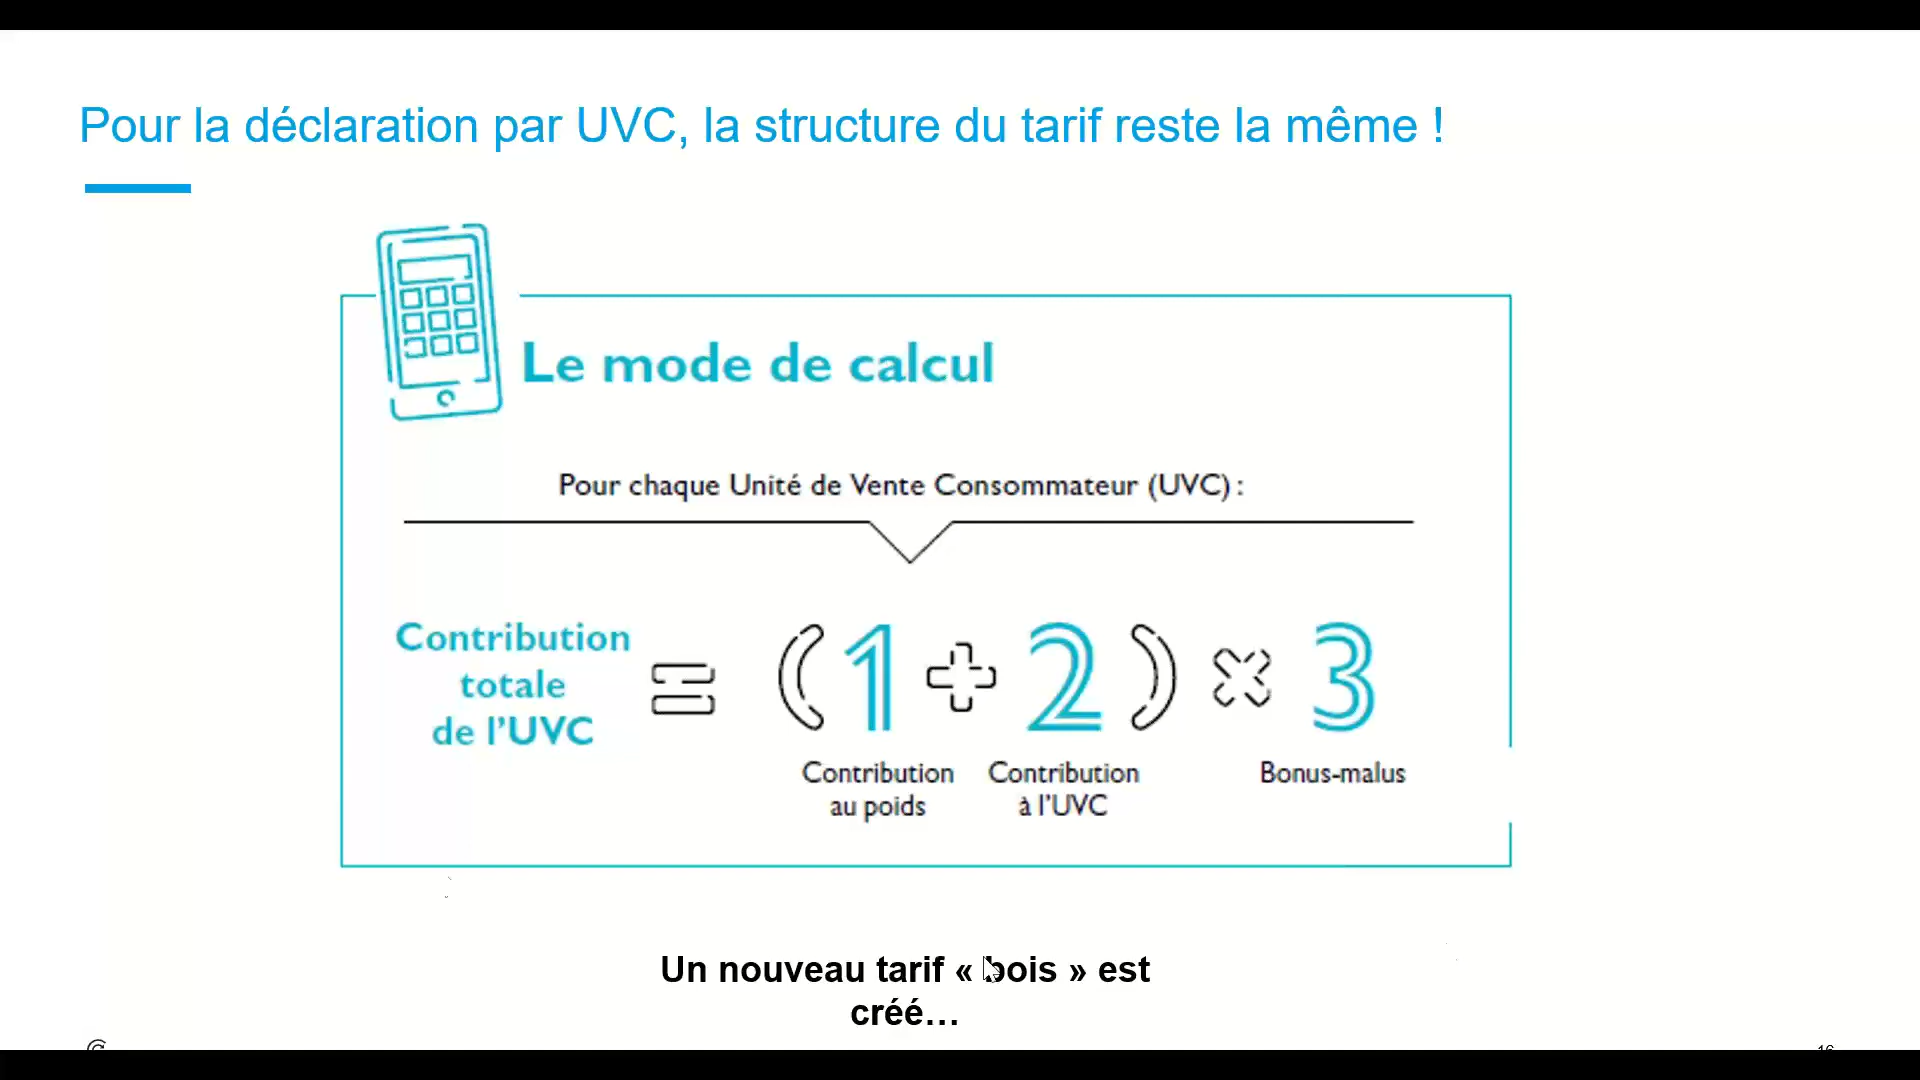 Pour la déclaration par UVC, la structure du tarif reste la même !
Le mode de calcul
Pour chaque Unité de Vente Consommateur (UVC) :
Contribution
totale
de l'UVC
= ( 1 + 2 ) × 3
Contribution
au poids
Contribution
à l'UVC
Bonus-malus
Un nouveau tarif « bois » est
créé…
16